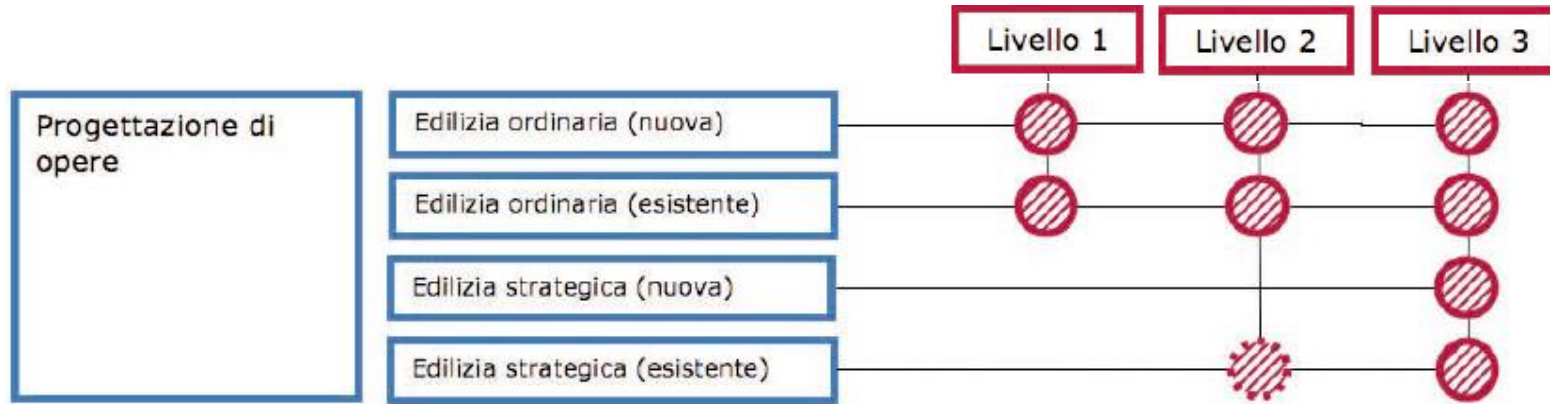 Livello 1
Livello 2
Livello 3
Progettazione di
opere
Edilizia ordinaria (nuova)
Edilizia ordinaria (esistente)
Edilizia strategica (nuova)
Edilizia strategica (esistente)